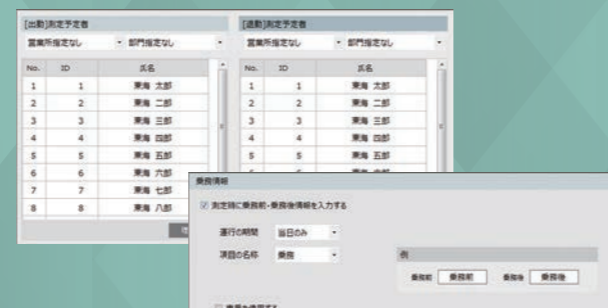 [出勤]測定予定者
営業所指定なし 部門指定なし
No. ID 氏名
1 1 東海 太郎
2 2 東海 二郎
3 3 東海 三郎
4 4 東海 四郎
5 5 東海 五郎
6 6 東海 六郎
7 7 東海 七郎
8 8 東海 八郎
[退勤]測定予定者
営業所指定なし 部門指定なし
No. ID 氏名
1 1 東海 太郎
2 2 東海 二郎
3 3 東海 三郎
4 4 東海 四郎
5 5 東海 五郎
乗務情報
測定時に乗務前・乗務後情報を入力する
運行の期間 当日のみ
項目の名称 乗務
例
乗務前 乗務前 乗務後 乗務後